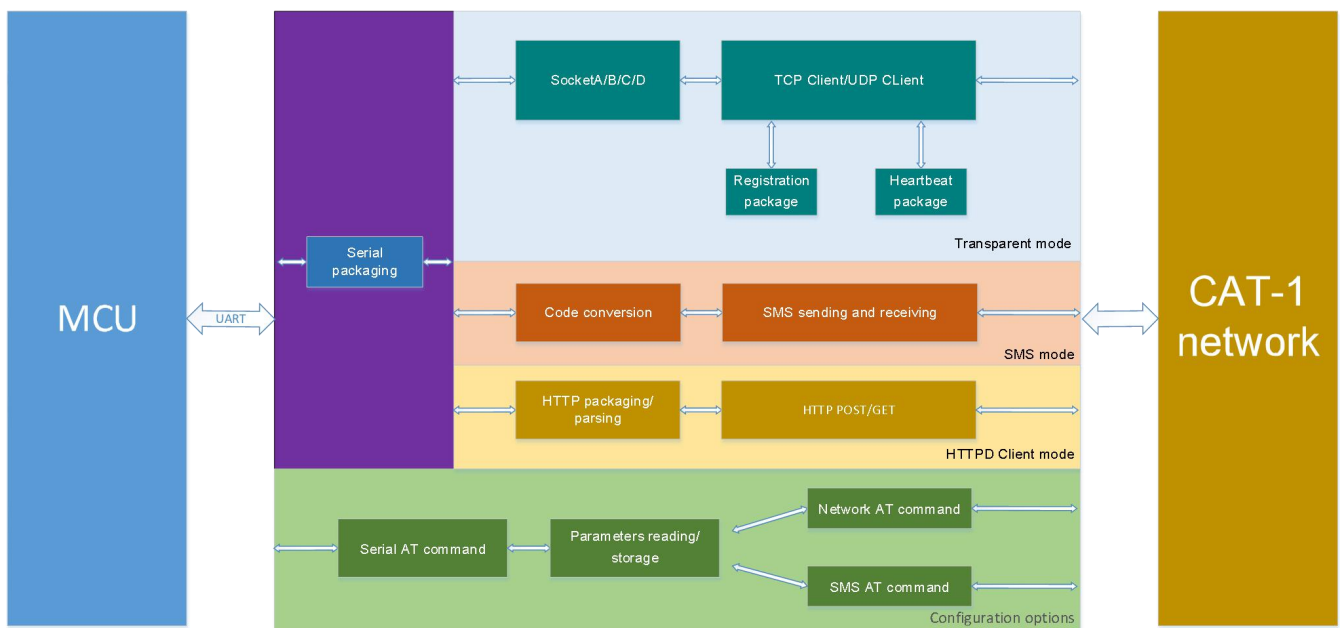 MCU
UART
Serial
packaging
SocketA/B/C/D
TCP Client/UDP CLient
Registration
package
Heartbeat
package
Transparent mode
Code conversion
SMS sending and receiving
SMS mode
HTTP packaging/
parsing
HTTP POST/GET
HTTPD Client mode
Serial AT command
Parameters reading/
storage
Network AT command
SMS AT command
Configuration options
CAT-1
network